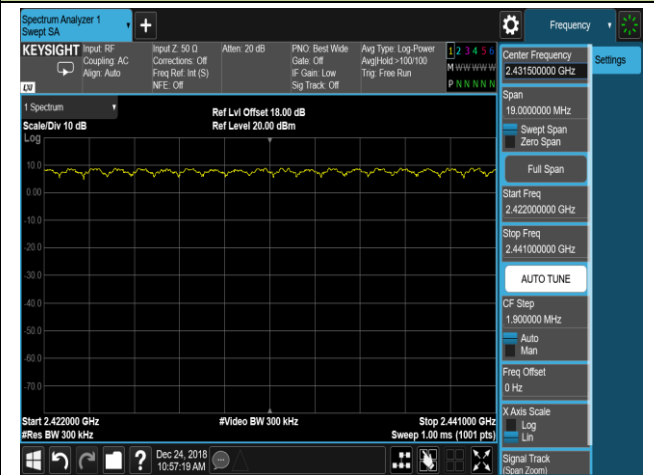 Spectrum Analyzer 1
Swept SA
+
Frequency
KEYSIGHT
Input: RF
Coupling: AC
Align: Auto
Input Z: 50 Ω
Corrections: Off
Freq Ref: Int (S)
NFE: Off
Atten: 20 dB
PNO: Best Wide
Gate: Off
IF Gain: Low
Sig Track: Off
Avg Type: Log-Power
Avg|Hold:>100/100
Trig: Free Run
1 2 3 4 5 6
M W W W W W
P N N N N N
LXI
1 Spectrum
Scale/Div 10 dB
Ref Lvl Offset 18.00 dB
Ref Level 20.00 dBm
Log
10.0
0.00
-10.0
-20.0
-30.0
-40.0
-50.0
-60.0
-70.0
Start 2.422000 GHz
#Res BW 300 kHz
#Video BW 300 kHz
Stop 2.441000 GHz
Sweep 1.00 ms (1001 pts)
Center Frequency
2.431500000 GHz
Settings
Span
19.0000000 MHz
Swept Span
Zero Span
Full Span
Start Freq
2.422000000 GHz
Stop Freq
2.441000000 GHz
AUTO TUNE
CF Step
1.900000 MHz
Auto
Man
Freq Offset
0 Hz
X Axis Scale
Log
Lin
Signal Track
(Span Zoom)
?
Dec 24, 2018
10:57:19 AM